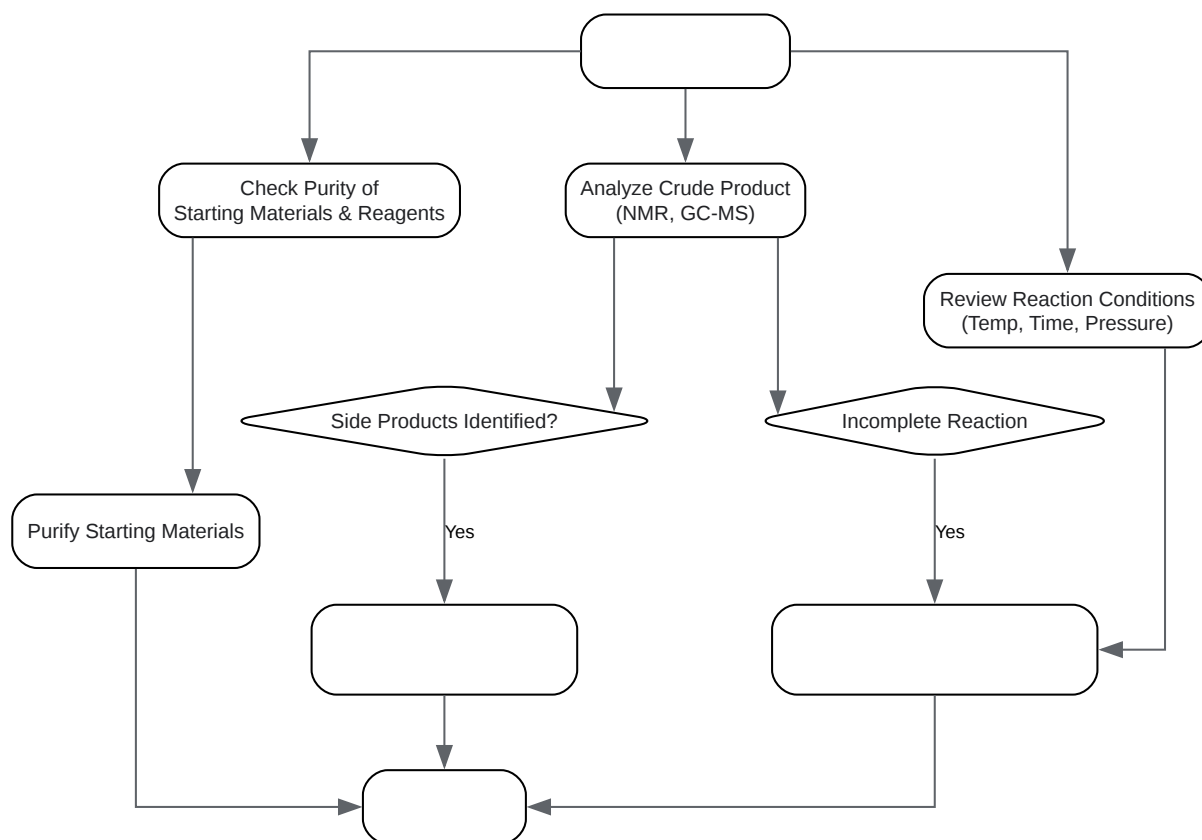 Check Purity of
Starting Materials & Reagents
Analyze Crude Product
(NMR, GC-MS)
Review Reaction Conditions
(Temp, Time, Pressure)
Side Products Identified?
Incomplete Reaction
Purify Starting Materials
Yes
Yes